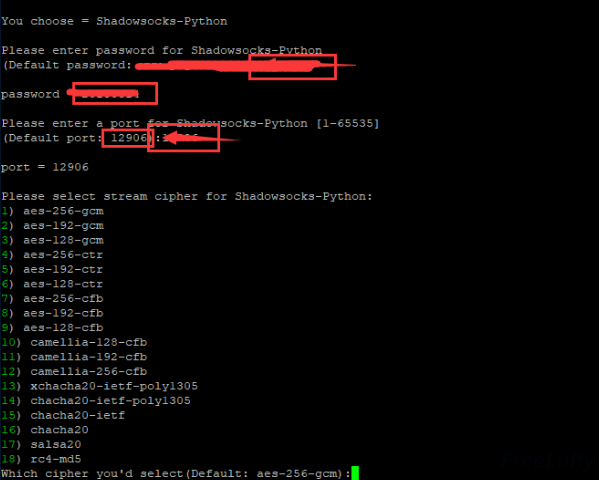 You choose = Shadowsocks-Python
Please enter password for Shadowsocks-Python
(Default password:
password
Please enter a port for Shadowsocks-Python [1-65535]
(Default port: 12906):
port = 12906
Please select stream cipher for Shadowsocks-Python:
1) aes-256-gcm
2) aes-192-gcm
3) aes-128-gcm
4) aes-256-ctr
5) aes-192-ctr
6) aes-128-ctr
7) aes-256-cfb
8) aes-192-cfb
9) aes-128-cfb
10) camellia-128-cfb
11) camellia-192-cfb
12) camellia-256-cfb
13) xchacha20-ietf-poly1305
14) chacha20-ietf-poly1305
15) chacha20-ietf
16) chacha20
17) salsa20
18) rc4-md5
Which cipher you'd select(Default: aes-256-gcm):